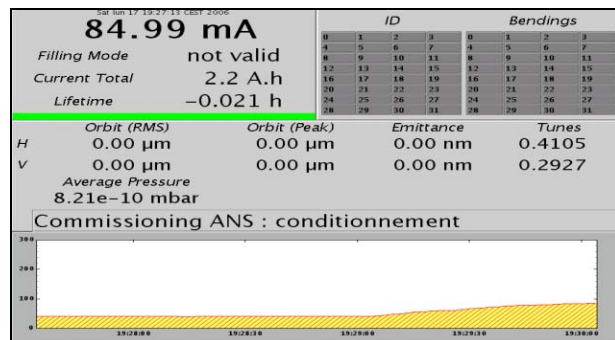 Sat Jun 17 19:27:13 CEST 2006
84.99 mA
Filling Mode not valid
Current Total 2.2 A.h
Lifetime −0.021 h
ID Bendings
0 1 2 3 0 1 2 3
4 5 6 7 4 5 6 7
8 9 10 11 8 9 10 11
12 13 14 15 12 13 14 15
16 17 18 19 16 17 18 19
20 21 22 23 20 21 22 23
24 25 26 27 24 25 26 27
28 29 30 31 28 29 30 31
Orbit (RMS) Orbit (Peak) Emittance Tunes
H 0.00 µm 0.00 µm 0.00 nm 0.4105
V 0.00 µm 0.00 µm 0.00 nm 0.2927
Average Pressure
8.21e-10 mbar
Commissioning ANS : conditionnement
300
200
100
0
19:28:00 19:28:30 19:29:00 19:29:30 19:30:00